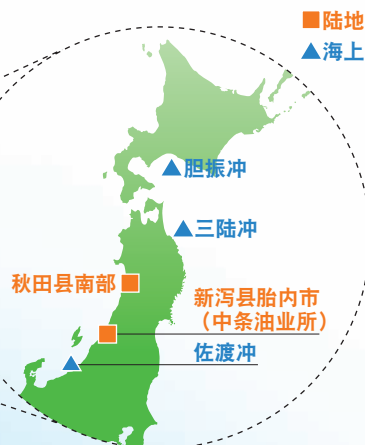 陆地
海上
胆振冲
三陆冲
秋田县南部
新泻县胎内市
（中条油业所）
佐渡冲